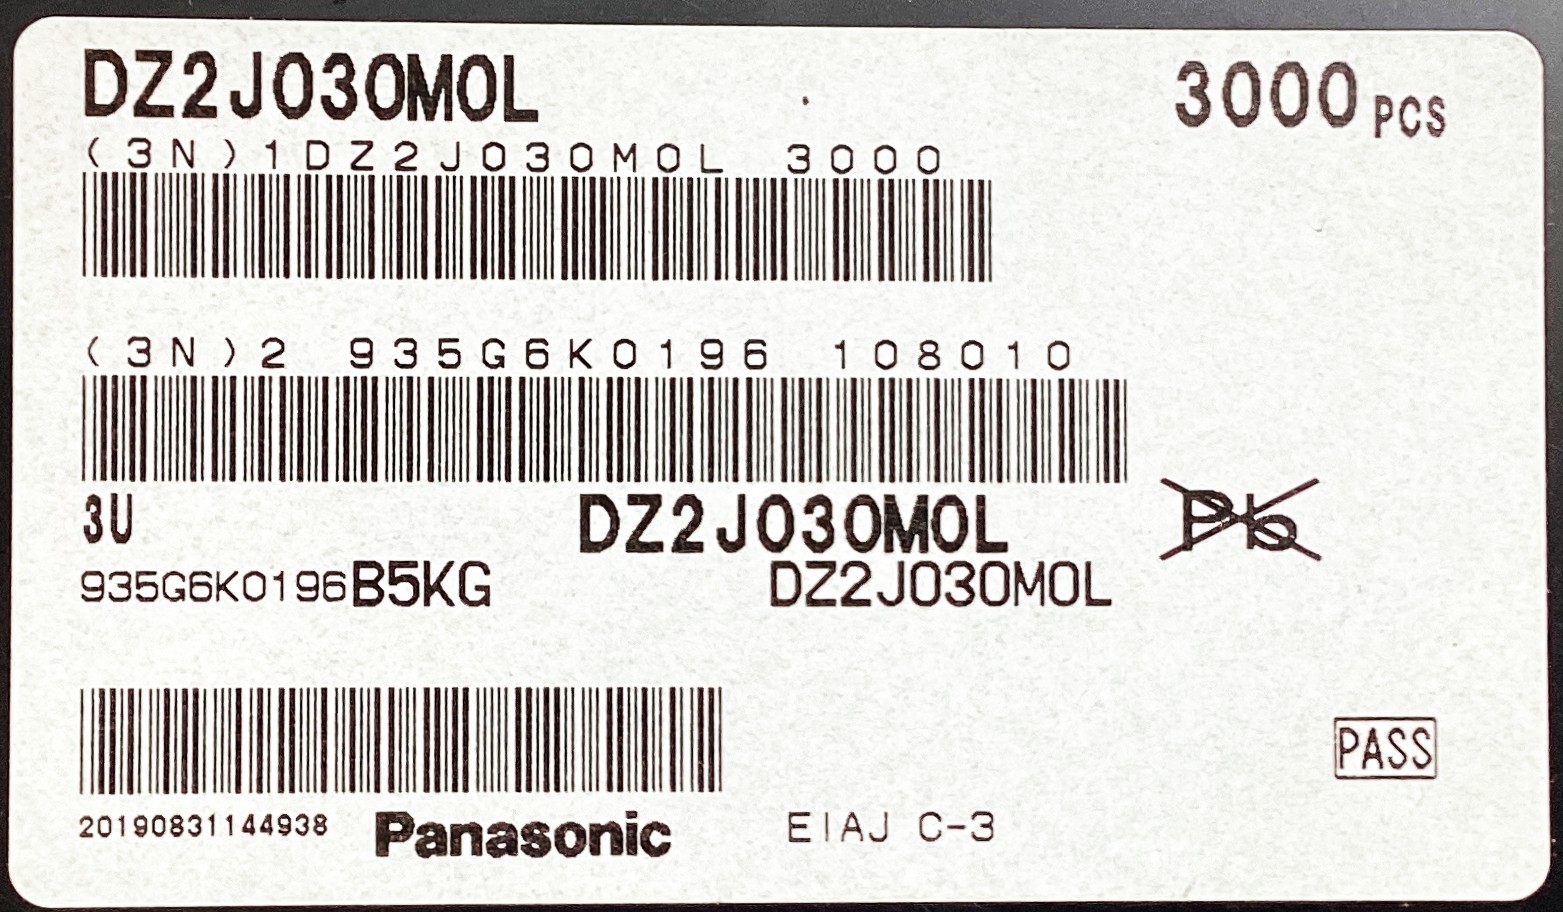 DZ2J030M0L 3000 PCS
(3N)1DZ2J030M0L 3000
(3N)2 935G6K0196 108010
3U DZ2J030M0L Pb
935G6K0196B5KG DZ2J030M0L
PASS
20190831144938 Panasonic EIAJ C-3